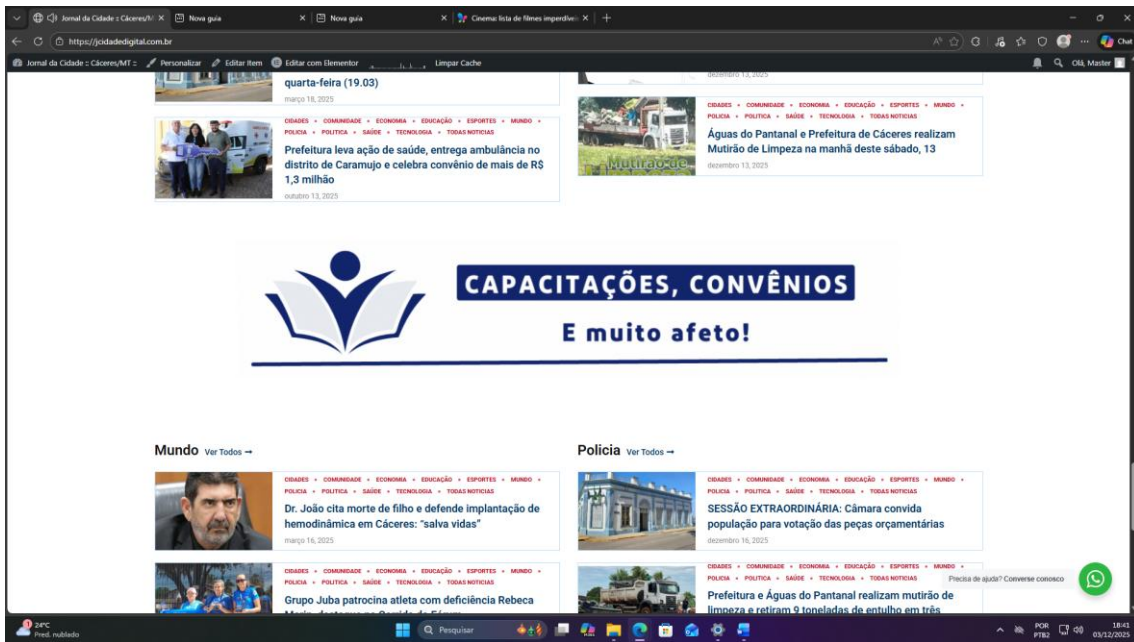 Jornal da Cidade :: Cáceres/M
Nova guia
Nova guia
Cinema: lista de filmes imperdíve
https://jcidadedigital.com.br
Chat
Jornal da Cidade :: Cáceres/MT ::
Personalizar
Editar Item
Editar com Elementor
Limpar Cache
Olá, Master
quarta-feira (19.03)
março 18, 2025
CIDADES • COMUNIDADE • ECONOMIA • EDUCAÇÃO • ESPORTES • MUNDO •
POLICIA • POLITICA • SAÚDE • TECNOLOGIA • TODAS NOTICIAS
Prefeitura leva ação de saúde, entrega ambulância no
distrito de Caramujo e celebra convênio de mais de R$
1,3 milhão
outubro 13, 2025
dezembro 13, 2025
Mutirão de
CIDADES • COMUNIDADE • ECONOMIA • EDUCAÇÃO • ESPORTES • MUNDO •
POLICIA • POLITICA • SAÚDE • TECNOLOGIA • TODAS NOTICIAS
Águas do Pantanal e Prefeitura de Cáceres realizam
Mutirão de Limpeza na manhã deste sábado, 13
dezembro 13, 2025
CAPACITAÇÕES, CONVÊNIOS
E muito afeto!
Mundo Ver Todos →
CIDADES • COMUNIDADE • ECONOMIA • EDUCAÇÃO • ESPORTES • MUNDO •
POLICIA • POLITICA • SAÚDE • TECNOLOGIA • TODAS NOTICIAS
Dr. João cita morte de filho e defende implantação de
hemodinâmica em Cáceres: “salva vidas”
março 16, 2025
CIDADES • COMUNIDADE • ECONOMIA • EDUCAÇÃO • ESPORTES • MUNDO •
POLICIA • POLITICA • SAÚDE • TECNOLOGIA • TODAS NOTICIAS
Grupo Juba patrocina atleta com deficiência Rebeca
Policia Ver Todos →
CIDADES • COMUNIDADE • ECONOMIA • EDUCAÇÃO • ESPORTES • MUNDO •
POLICIA • POLITICA • SAÚDE • TECNOLOGIA • TODAS NOTICIAS
SESSÃO EXTRAORDINÁRIA: Câmara convida
população para votação das peças orçamentárias
dezembro 16, 2025
CIDADES • COMUNIDADE • ECONOMIA • EDUCAÇÃO • ESPORTES • MUNDO •
POLICIA • POLITICA • SAÚDE • TECNOLOGIA • TODAS NOTICIAS
Prefeitura e Águas do Pantanal realizam mutirão de
limpeza e retiram 9 toneladas de entulho em três
Precisa de ajuda? Converse conosco
24°C
Pred. nublado
Pesquisar
POR
PTB2
18:41
03/12/202